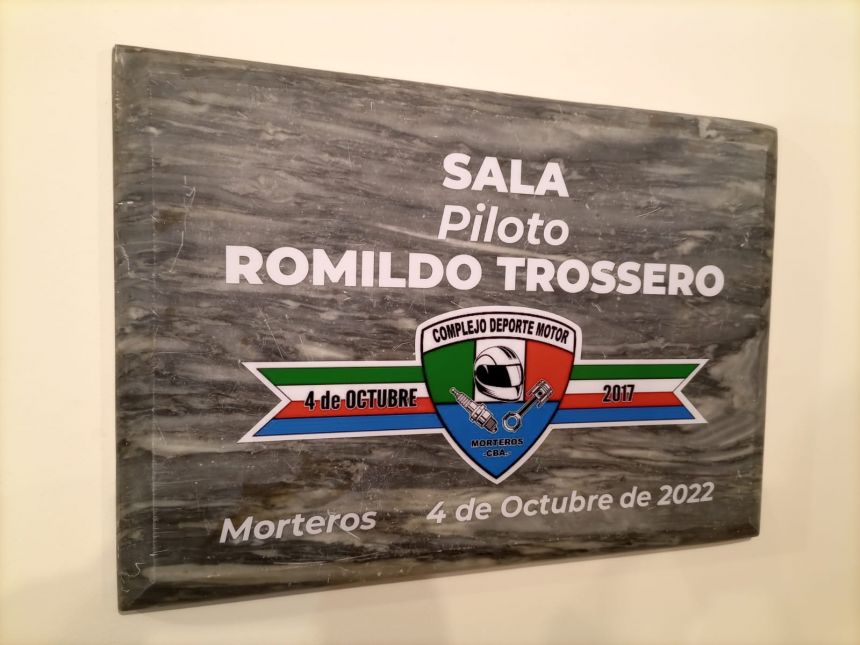 SALA
Piloto
ROMILDO TROSSERO
COMPLEJO DEPORTE MOTOR
4 de OCTUBRE 2017
MORTEROS
-CBA.-
Morteros 4 de Octubre de 2022